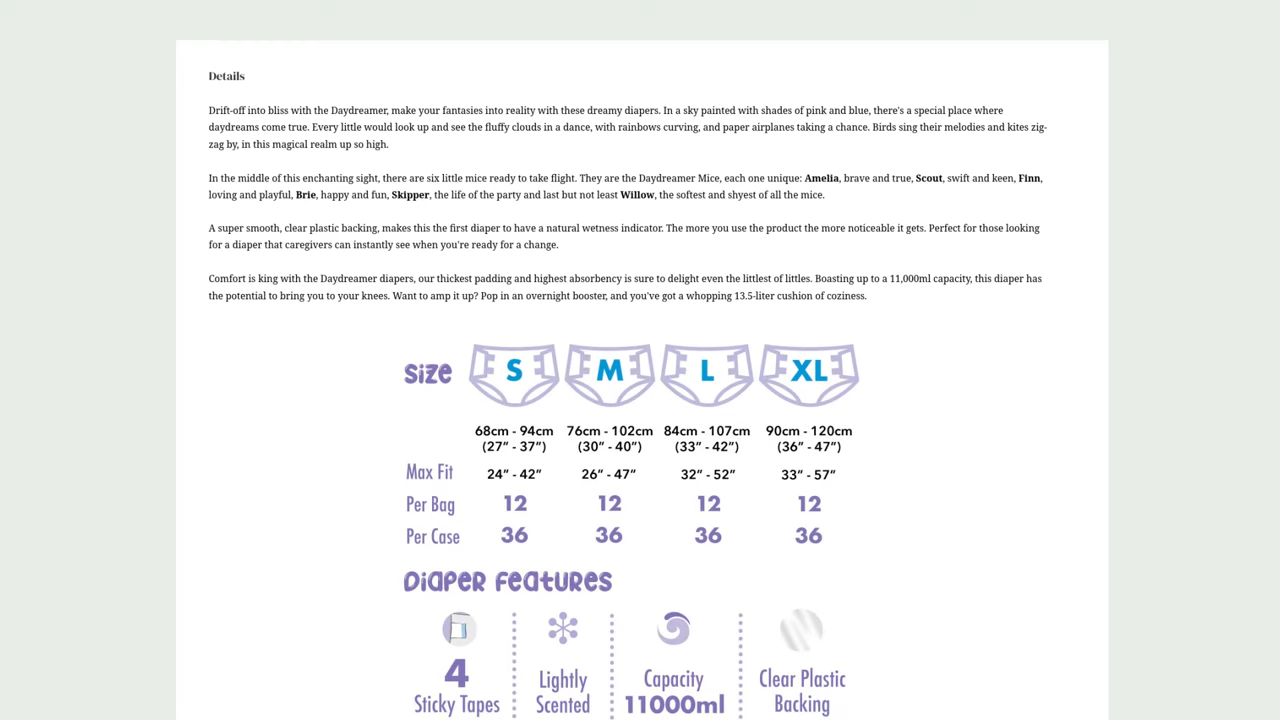 Details
Drift-off into bliss with the Daydreamer, make your fantasies into reality with these dreamy diapers. In a sky painted with shades of pink and blue, there's a special place where
daydreams come true. Every little would look up and see the fluffy clouds in a dance, with rainbows curving, and paper airplanes taking a chance. Birds sing their melodies and kites zig-
zag by, in this magical realm up so high.
In the middle of this enchanting sight, there are six little mice ready to take flight. They are the Daydreamer Mice, each one unique: Amelia, brave and true, Scout, swift and keen, Finn,
loving and playful, Brie, happy and fun, Skipper, the life of the party and last but not least Willow, the softest and shyest of all the mice.
A super smooth, clear plastic backing, makes this the first diaper to have a natural wetness indicator. The more you use the product the more noticeable it gets. Perfect for those looking
for a diaper that caregivers can instantly see when you're ready for a change.
Comfort is king with the Daydreamer diapers, our thickest padding and highest absorbency is sure to delight even the littlest of littles. Boasting up to a 11,000ml capacity, this diaper has
the potential to bring you to your knees. Want to amp it up? Pop in an overnight booster, and you've got a whopping 13.5-liter cushion of coziness.
Size S M L XL
68cm - 94cm 76cm - 102cm 84cm - 107cm 90cm - 120cm
(27” - 37”) (30” - 40”) (33” - 42”) (36” - 47”)
Max Fit 24” - 42” 26” - 47” 32” - 52” 33” - 57”
Per Bag 12 12 12 12
Per Case 36 36 36 36
Diaper Features
4 Lightly Capacity Clear Plastic
Sticky Tapes Scented 11000ml Backing